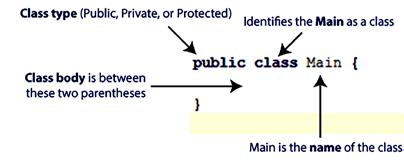 Class type (Public, Private, or Protected)
Identifies the Main as a class
public class Main {
Class body is between
these two parentheses
}
Main is the name of the class